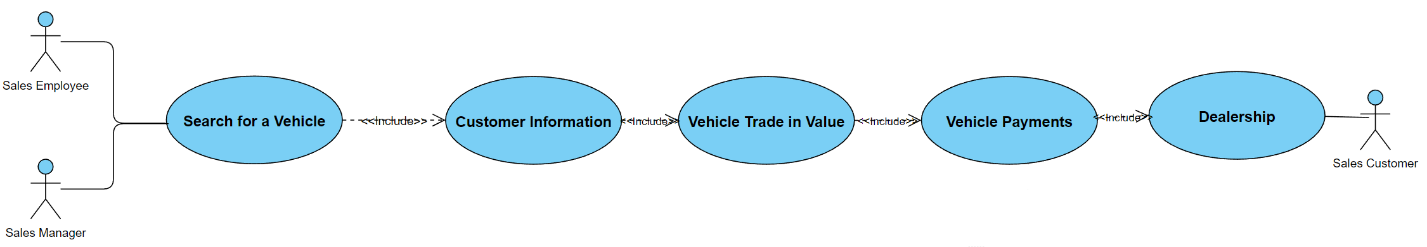 Sales Employee
Search for a Vehicle
<<Include>>
Customer Information
<<Include>>
Vehicle Trade in Value
<<Include>>
Vehicle Payments
<<Include>>
Dealership
Sales Customer
Sales Manager